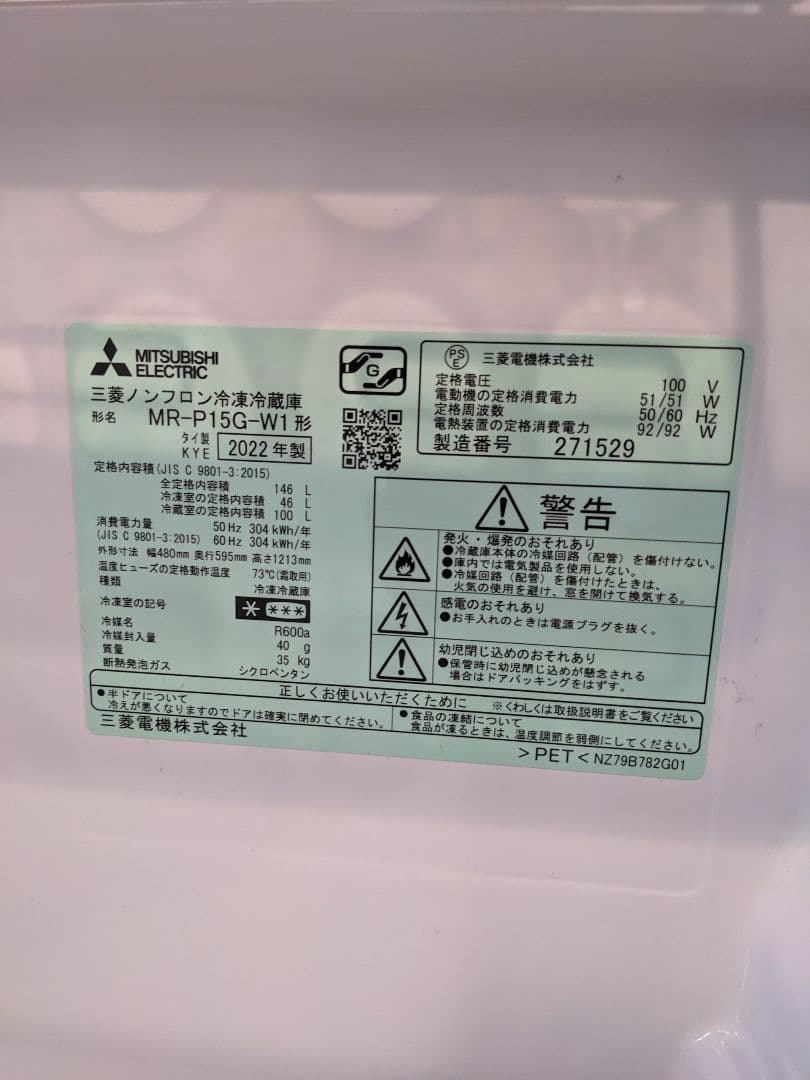 MITSUBISHI
ELECTRIC
三菱ノンフロン冷凍冷蔵庫
形名 MR-P15G-W1形
タイ製
KYE 2022年製
定格内容積(JIS C 9801-3:2015)
全定格内容積 146 L
冷凍室の定格内容積 46 L
冷蔵室の定格内容積 100 L
消費電力量 50Hz 304kWh/年
(JIS C 9801-3:2015) 60Hz 304kWh/年
外形寸法 幅480mm 奥行595mm 高さ1213mm
温度ヒューズの定格動作温度 73℃(霜取用)
種類 冷凍冷蔵庫
冷凍室の記号
冷媒名 R600a
冷媒封入量 40 g
質量 35 kg
断熱発泡ガス シクロペンタン
G
PSE 三菱電機株式会社
定格電圧 100 V
電動機の定格消費電力 51/51 W
定格周波数 50/60 Hz
電熱装置の定格消費電力 92/92 W
製造番号 271529
警告
発火・爆発のおそれあり
●冷蔵庫本体の冷媒回路（配管）を傷付けない。
●庫内では電気製品を使用しない。
●冷媒回路（配管）を傷付けたときは、
火気の使用を避け、窓を開けて換気する。
感電のおそれあり
●お手入れのときは電源プラグを抜く。
幼児閉じ込めのおそれあり
●保管時に幼児閉じ込めが懸念される
場合はドアパッキングをはずす。
正しくお使いいただくために ※くわしくは取扱説明書をご覧ください
●半ドアについて
冷えが悪くなりますのでドアは確実に閉めてください。
●食品の凍結について
食品が凍るときは、温度調節を弱側にしてください。
三菱電機株式会社
>PET< NZ79B782G01